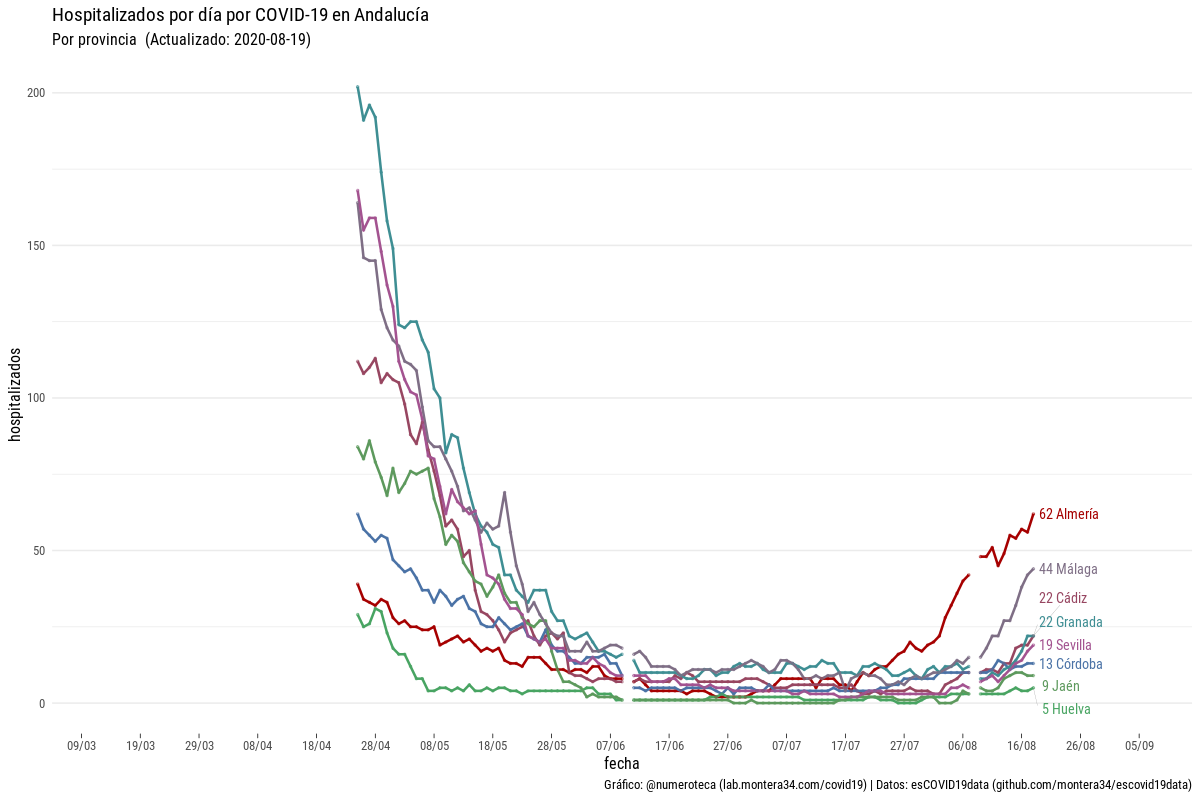 Hospitalizados por día por COVID-19 en Andalucía
Por provincia  (Actualizado: 2020-08-19)
hospitalizados
200
150
100
50
0
62 Almería
44 Málaga
22 Cádiz
22 Granada
19 Sevilla
13 Córdoba
9 Jaén
5 Huelva
09/03 19/03 29/03 08/04 18/04 28/04 08/05 18/05 28/05 07/06 17/06 27/06 07/07 17/07 27/07 06/08 16/08 26/08 05/09
fecha
Gráfico: @numeroteca (lab.montera34.com/covid19) | Datos: esCOVID19data (github.com/montera34/escovid19data)